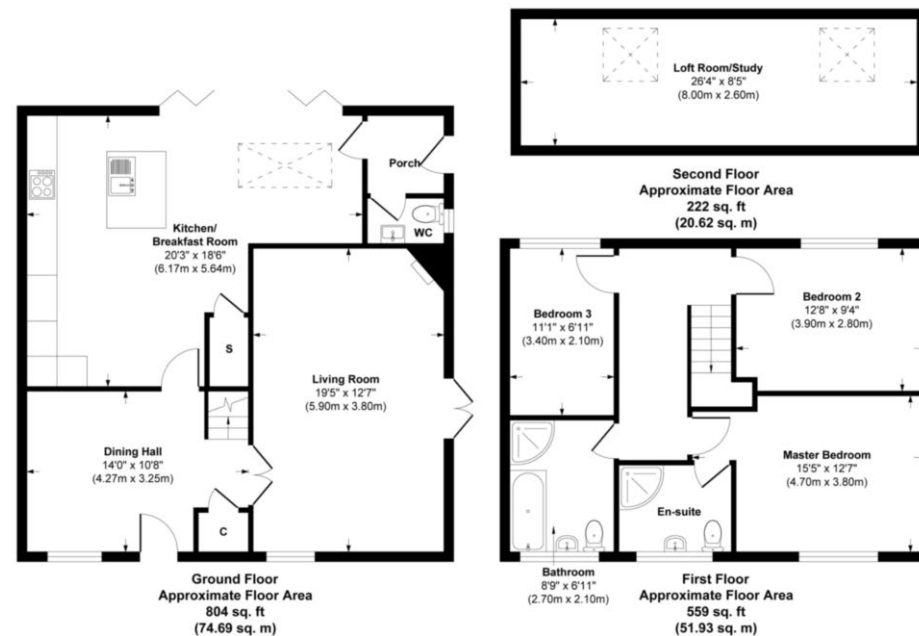 Kitchen/
Breakfast Room
20'3" x 18'6"
(6.17m x 5.64m)
Porch
WC
S
Living Room
19'5" x 12'7"
(5.90m x 3.80m)
Dining Hall
14'0" x 10'8"
(4.27m x 3.25m)
C
Ground Floor
Approximate Floor Area
804 sq. ft
(74.69 sq. m)
Loft Room/Study
26'4" x 8'5"
(8.00m x 2.60m)
Second Floor
Approximate Floor Area
222 sq. ft
(20.62 sq. m)
Bedroom 3
11'1" x 6'11"
(3.40m x 2.10m)
Bedroom 2
12'8" x 9'4"
(3.90m x 2.80m)
Master Bedroom
15'5" x 12'7"
(4.70m x 3.80m)
En-suite
Bathroom
8'9" x 6'11"
(2.70m x 2.10m)
First Floor
Approximate Floor Area
559 sq. ft
(51.93 sq. m)